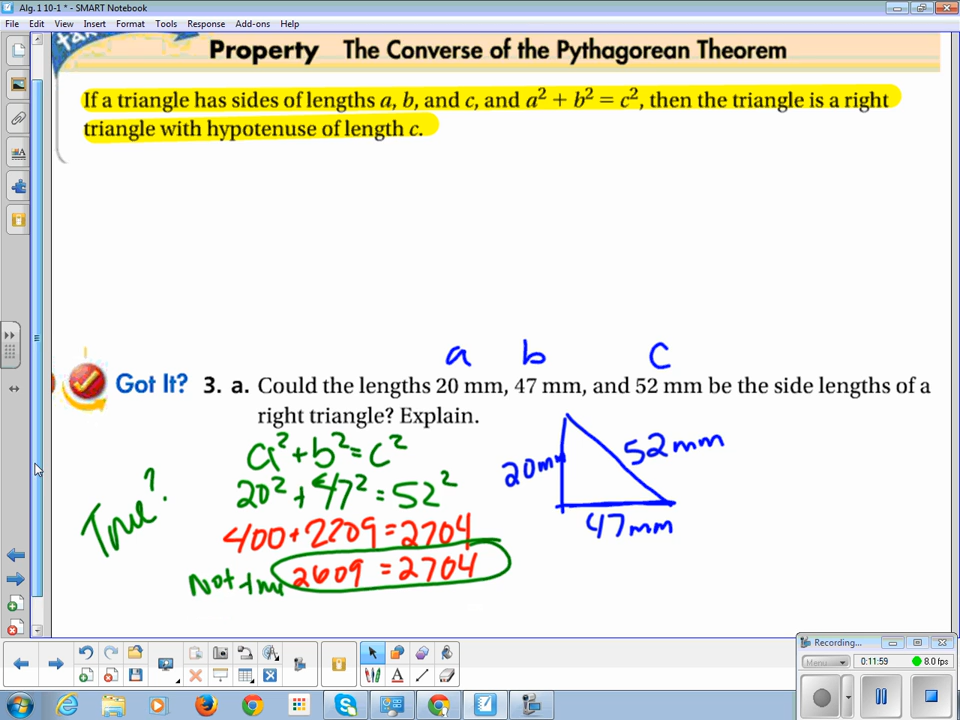 Alg.1 10-1 * - SMART Notebook
File Edit View Insert Format Tools Response Add-ons Help
Property The Converse of the Pythagorean Theorem
If a triangle has sides of lengths a, b, and c, and a² + b² = c², then the triangle is a right
triangle with hypotenuse of length c.
a b c
Got It? 3. a. Could the lengths 20 mm, 47 mm, and 52 mm be the side lengths of a
right triangle? Explain.
a² + b² = c²
20² + 47² = 52²
True?
400 + 2209 = 2704
Not true 2609 = 2704
20mm
52mm
47mm
Recording...
Menu
0:11:59
8.0 fps